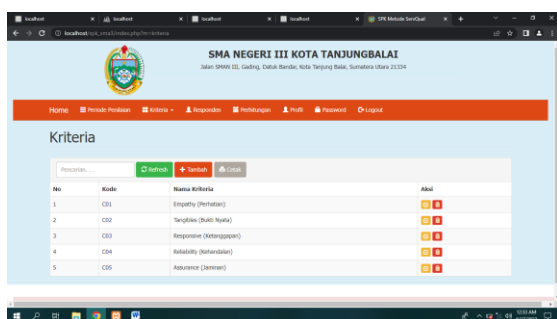 localhost
localhost
localhost
localhost
SPK Metode ServQual
localhost/spk_sma3/index.php?m=kriteria
SMA NEGERI III KOTA TANJUNGBALAI
Jalan SMAN III, Gading, Datuk Bandar, Kota Tanjung Balai, Sumatera Utara 21334
Home Periode Penilaian Kriteria Responden Perhitungan Profil Password Logout
Kriteria
Pencarian. . . Refresh Tambah Cetak
No Kode Nama Kriteria Aksi
1 C01 Empathy (Perhatian)
2 C02 Tangibles (Bukti Nyata)
3 C03 Responsive (Ketanggapan)
4 C04 Reliability (Kehandalan)
5 C05 Assurance (Jaminan)
12:03 AM